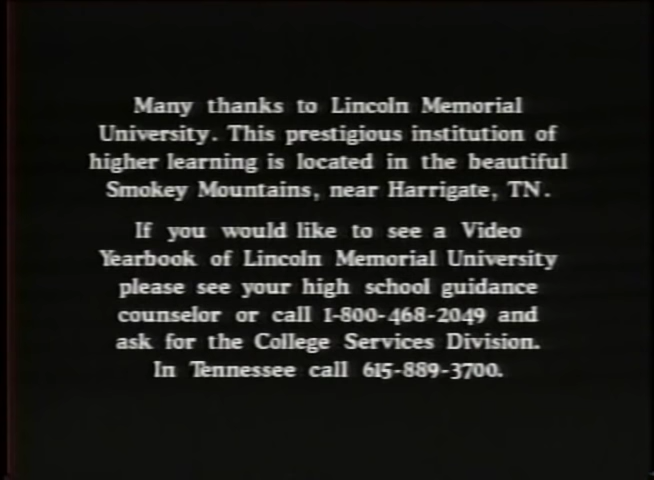 Many thanks to Lincoln Memorial
University. This prestigious institution of
higher learning is located in the beautiful
Smokey Mountains, near Harrigate, TN.
If you would like to see a Video
Yearbook of Lincoln Memorial University
please see your high school guidance
counselor or call 1-800-468-2049 and
ask for the College Services Division.
In Tennessee call 615-889-3700.